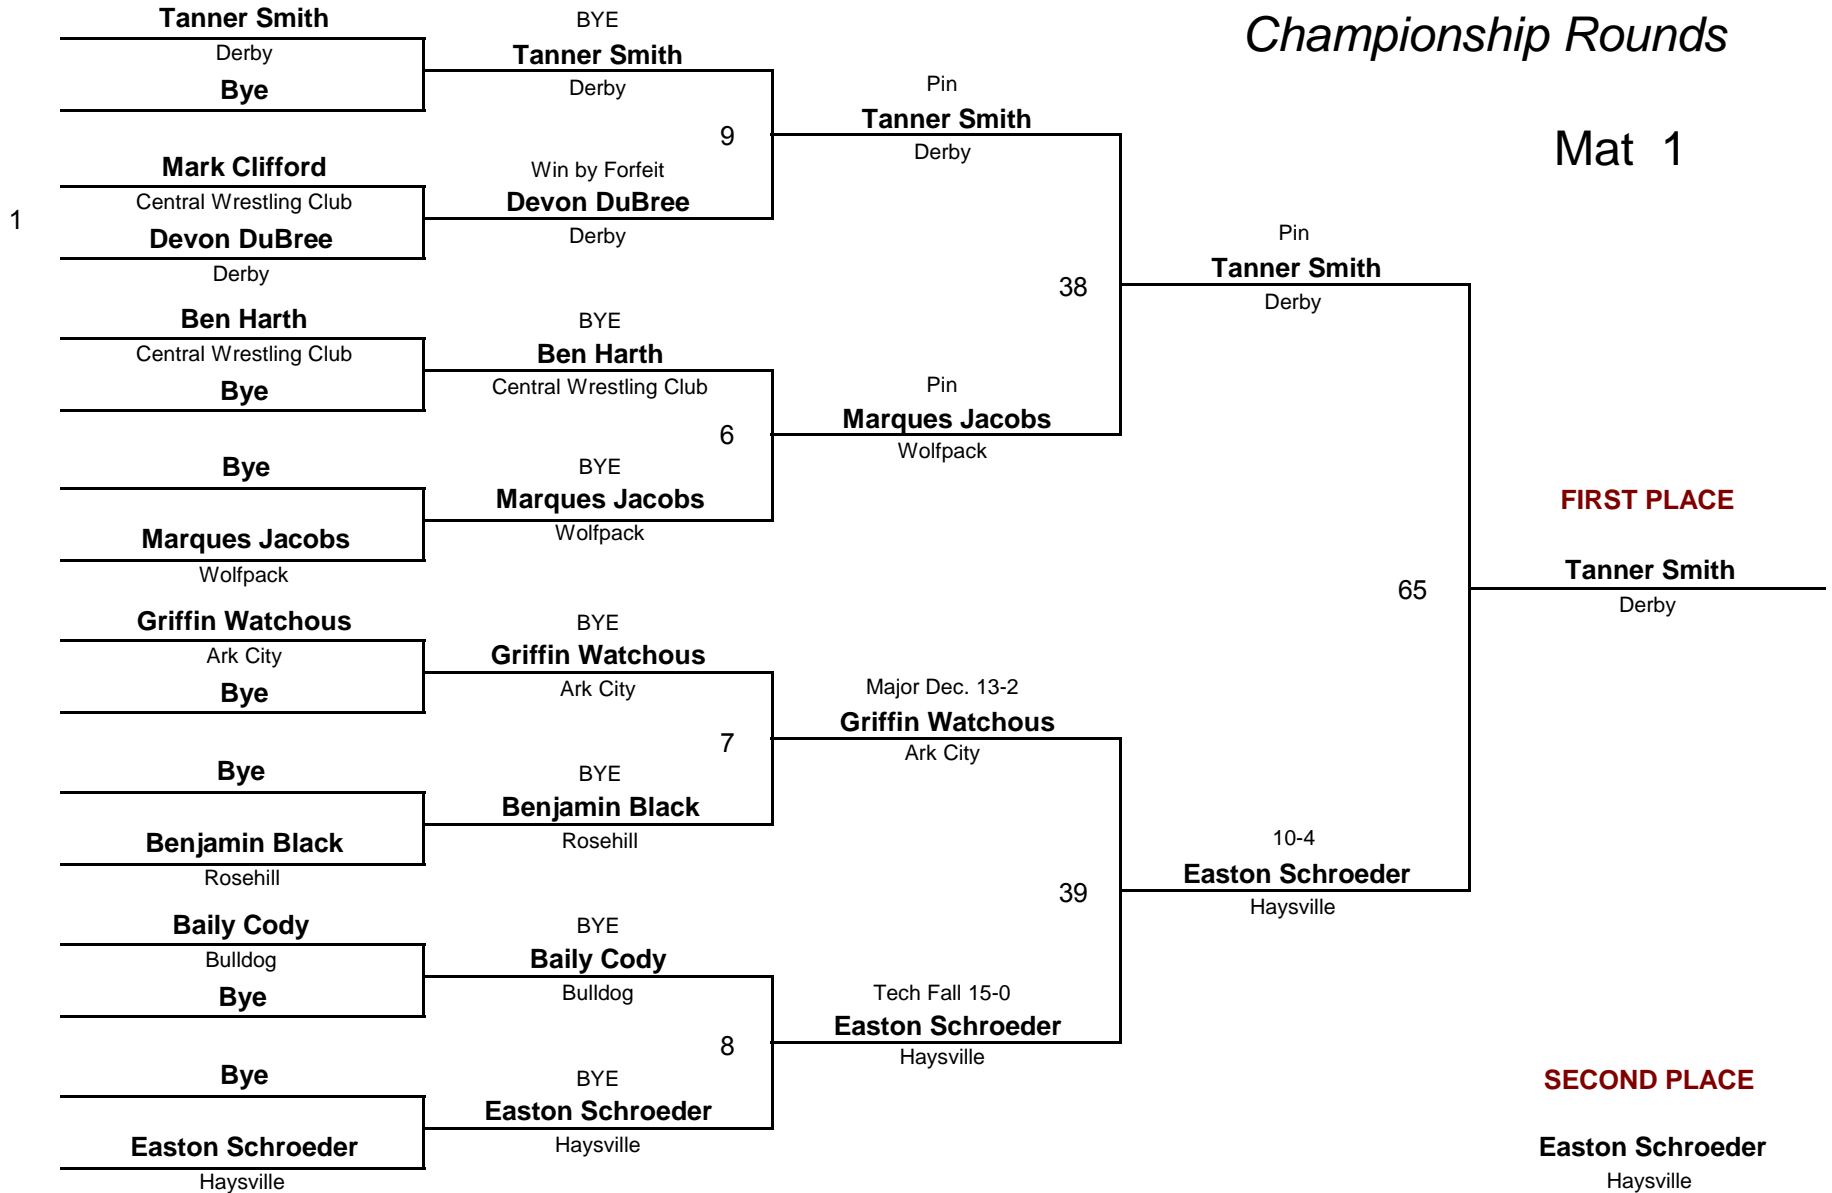 Championship Rounds
Mat 1
Tanner Smith
Derby
Bye
1
Mark Clifford
Central Wrestling Club
Devon DuBree
Derby
Ben Harth
Central Wrestling Club
Bye
Bye
Marques Jacobs
Wolfpack
Griffin Watchous
Ark City
Bye
Bye
Benjamin Black
Rosehill
Baily Cody
Bulldog
Bye
Bye
Easton Schroeder
Haysville
BYE
Tanner Smith
Derby
9
Win by Forfeit
Devon DuBree
Derby
BYE
Ben Harth
Central Wrestling Club
6
BYE
Marques Jacobs
Wolfpack
BYE
Griffin Watchous
Ark City
7
BYE
Benjamin Black
Rosehill
BYE
Baily Cody
Bulldog
8
BYE
Easton Schroeder
Haysville
Pin
Tanner Smith
Derby
38
Pin
Marques Jacobs
Wolfpack
Major Dec. 13-2
Griffin Watchous
Ark City
39
Tech Fall 15-0
Easton Schroeder
Haysville
Pin
Tanner Smith
Derby
65
10-4
Easton Schroeder
Haysville
FIRST PLACE
Tanner Smith
Derby
SECOND PLACE
Easton Schroeder
Haysville